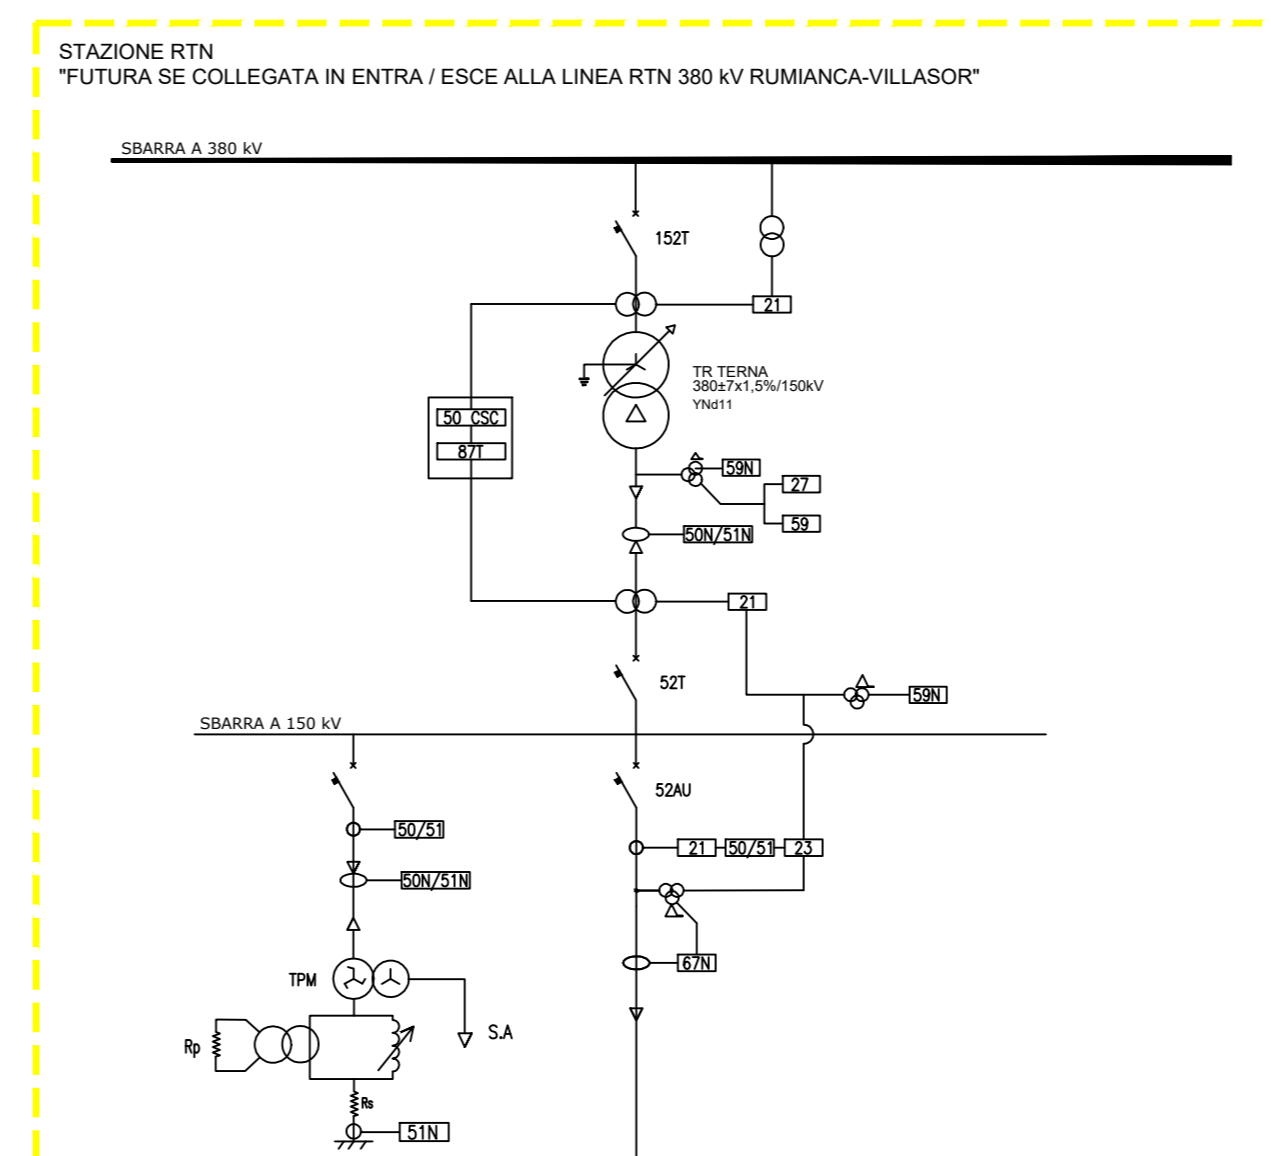 STAZIONE RTN
"FUTURA SE COLLEGATA IN ENTRA / ESCE ALLA LINEA RTN 380 kV RUMIANCA-VILLASOR"
SBARRA A 380 kV
152T
21
TR TERNA
380±7x1,5%/150kV
YNd11
50 CSC
87T
59N
27
59
50N/51N
21
52T
59N
SBARRA A 150 kV
52AU
50/51
21
50/51
23
50N/51N
67N
TPM
S.A
Rp
Rs
51N